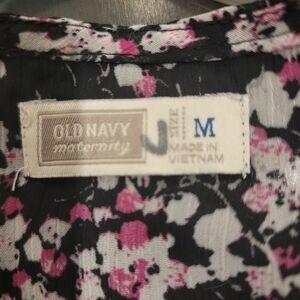 OLD NAVY
maternity
SIZE
M
MADE IN
VIETNAM